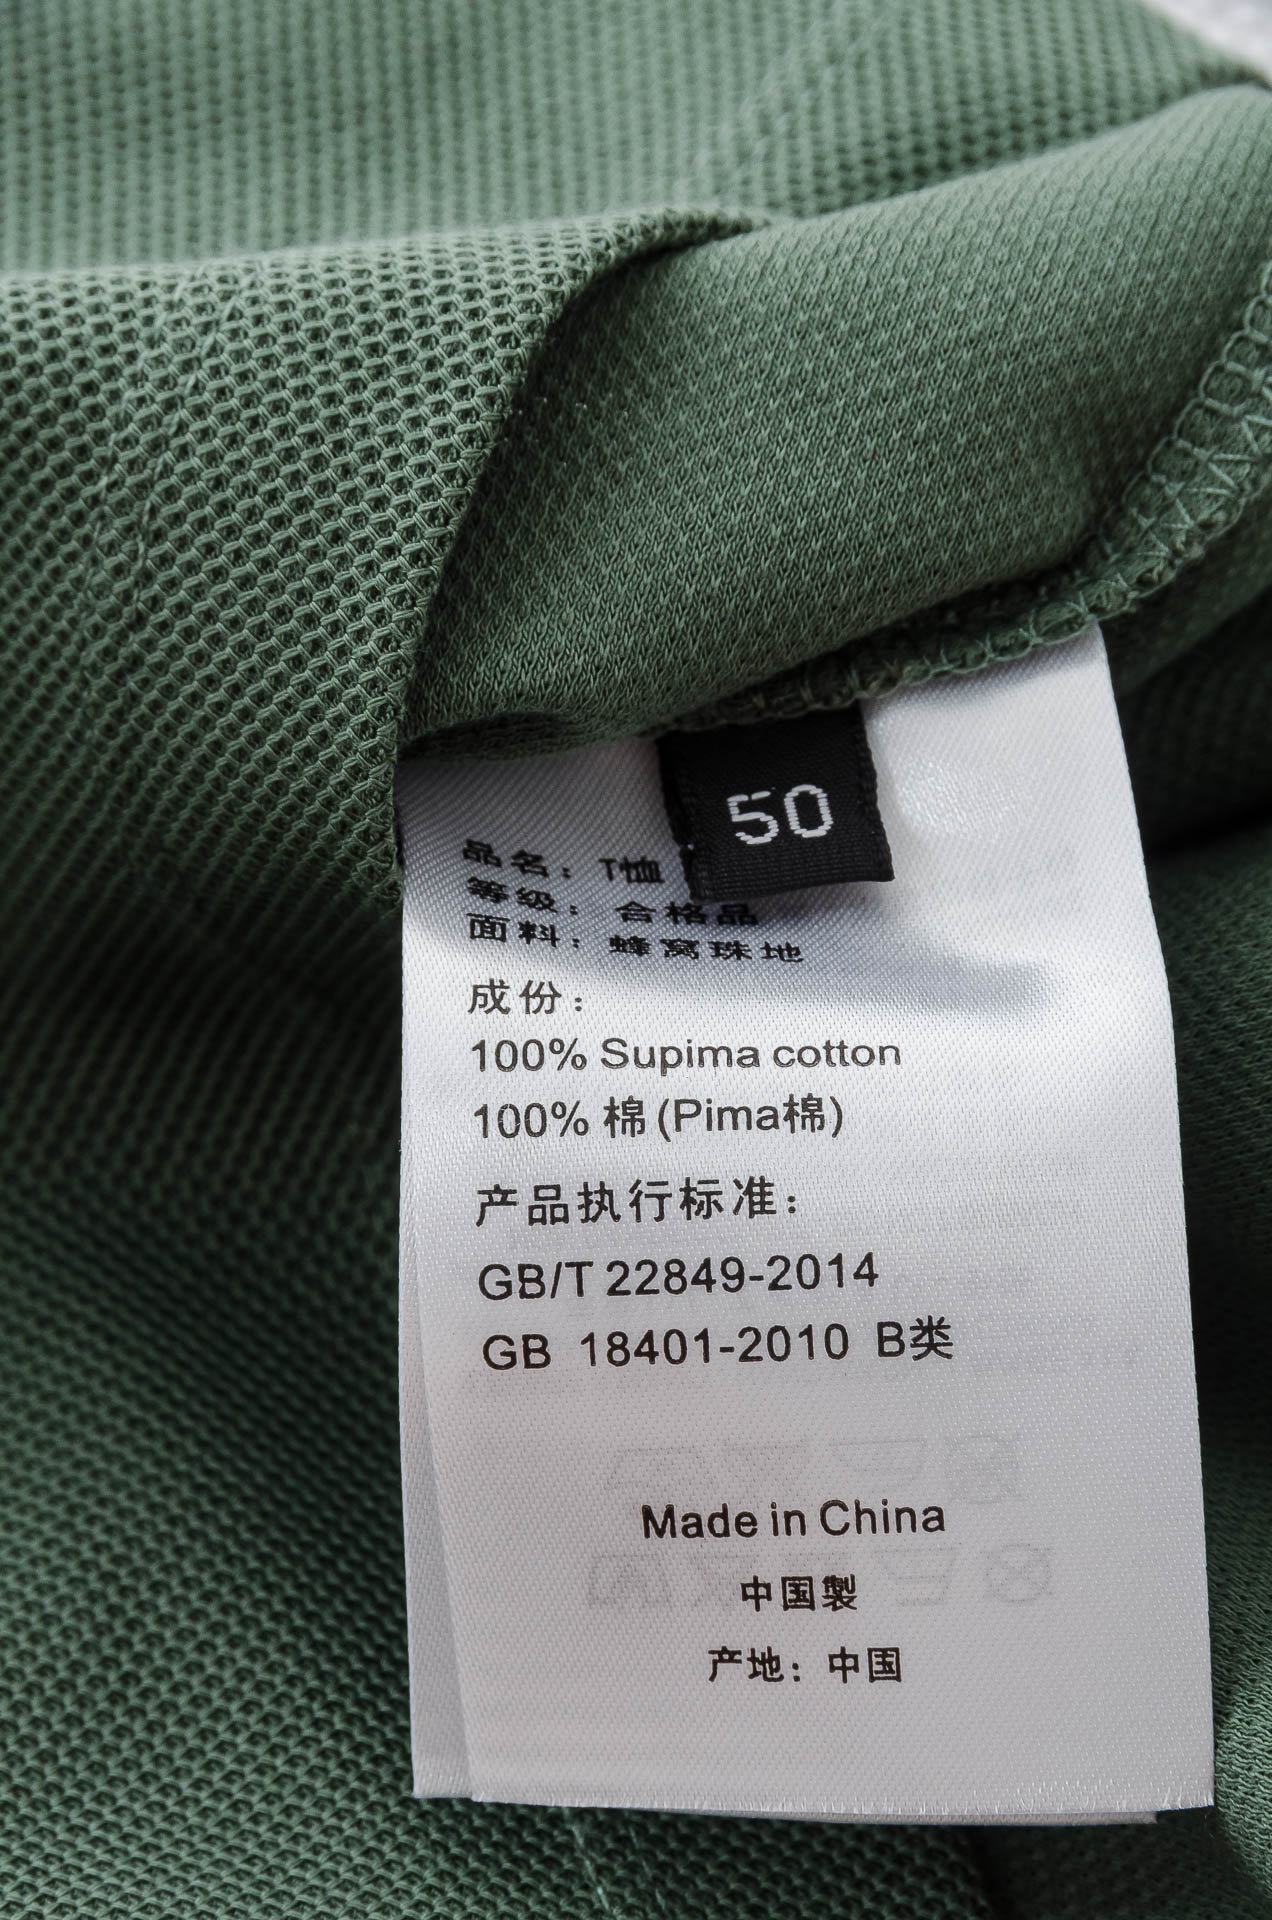 50
品名：T恤
等级：合格品
面料：蜂窝珠地
成份：
100% Supima cotton
100% 棉(Pima棉)
产品执行标准：
GB/T 22849-2014
GB 18401-2010 B类
Made in China
中国製
产地：中国